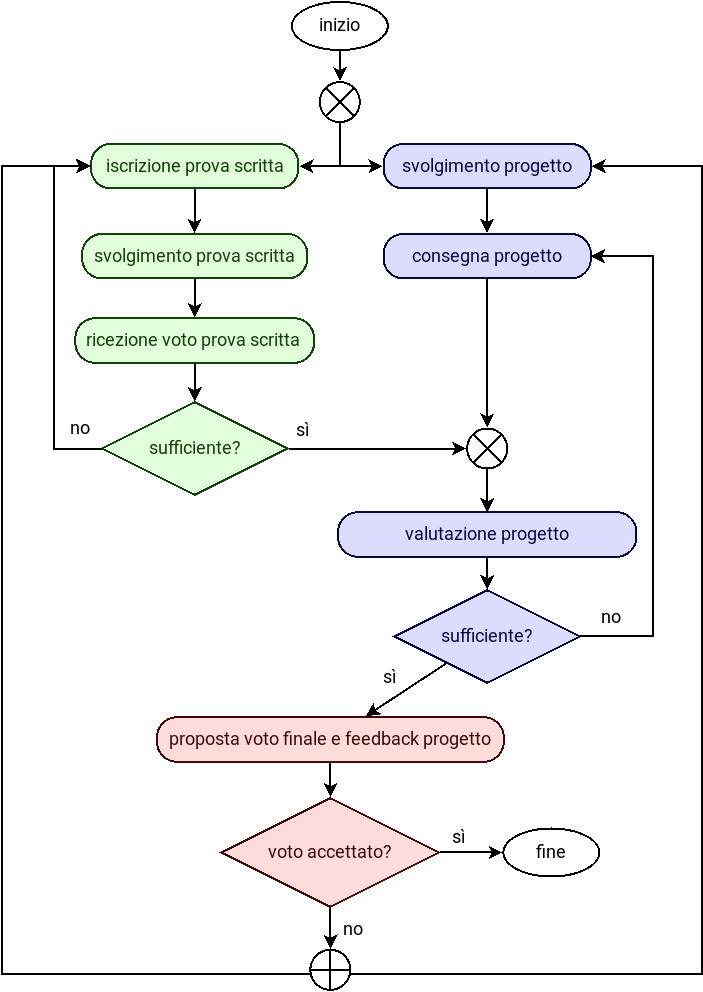 inizio
iscrizione prova scritta
svolgimento progetto
svolgimento prova scritta
consegna progetto
ricezione voto prova scritta
no
sì
sufficiente?
valutazione progetto
no
sufficiente?
sì
proposta voto finale e feedback progetto
sì
voto accettato?
fine
no